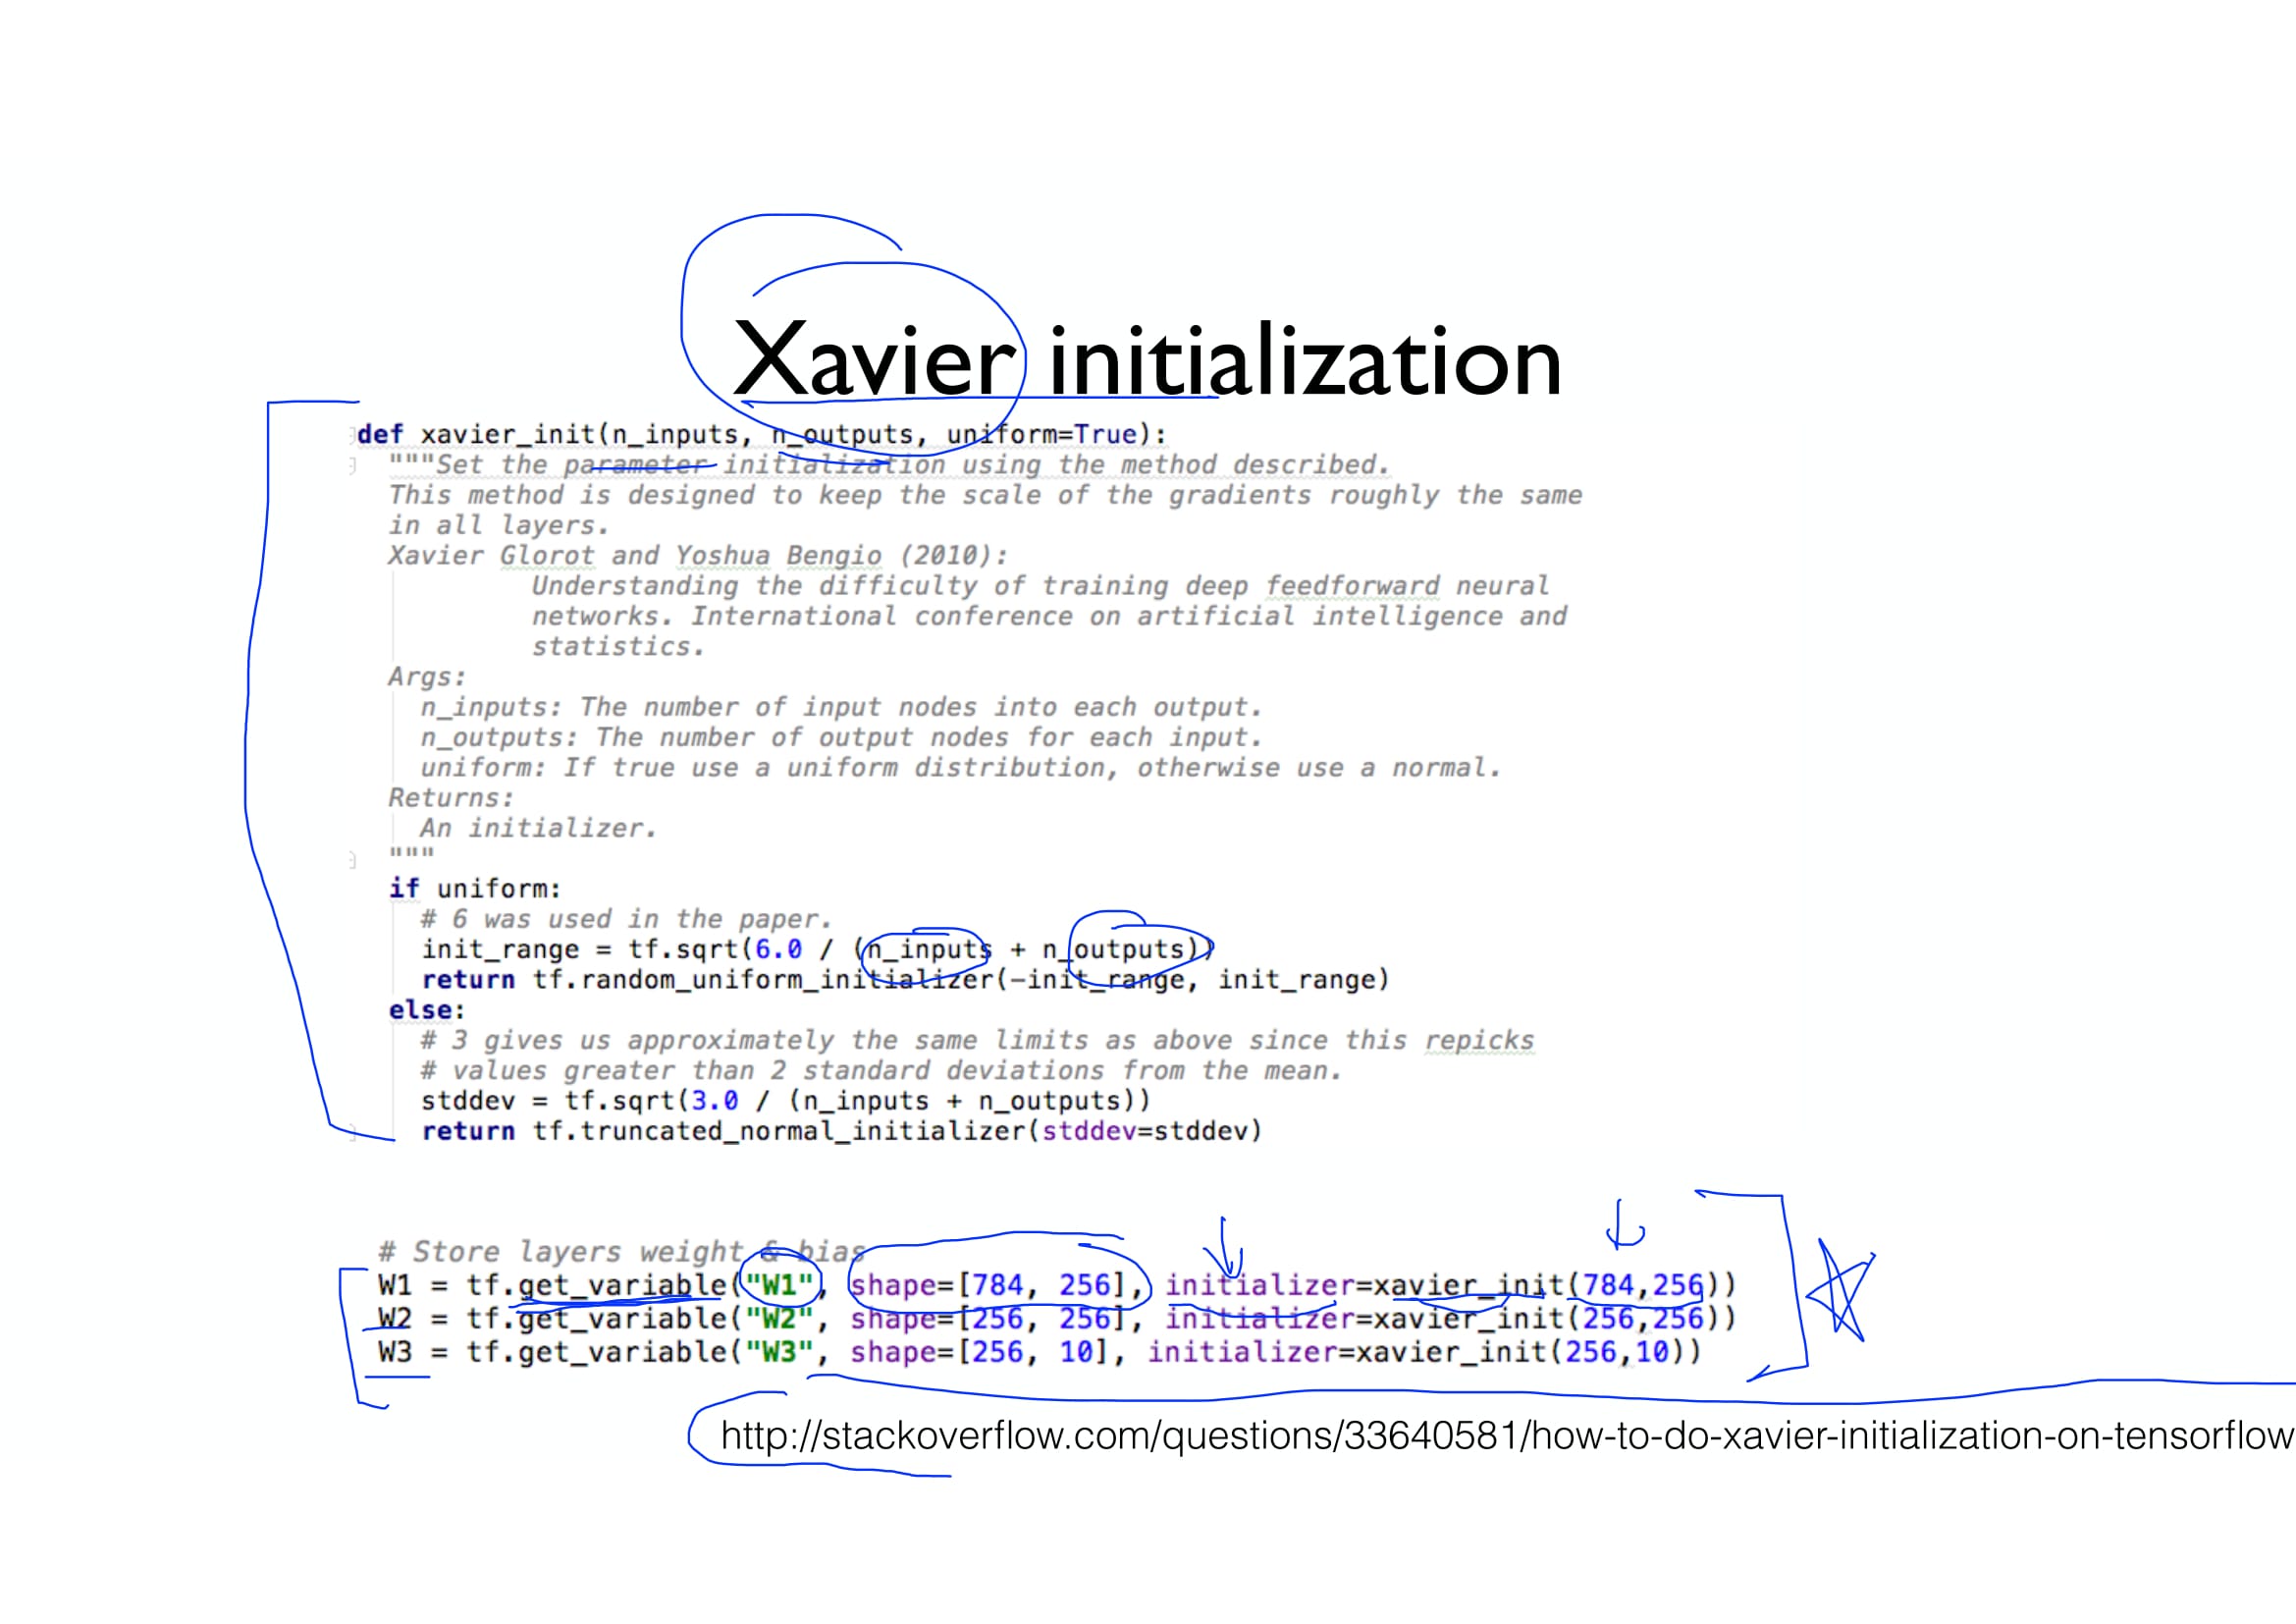 Xavier initialization
def xavier_init(n_inputs, n_outputs, uniform=True):
"""Set the parameter initialization using the method described.
This method is designed to keep the scale of the gradients roughly the same
in all layers.
Xavier Glorot and Yoshua Bengio (2010):
Understanding the difficulty of training deep feedforward neural
networks. International conference on artificial intelligence and
statistics.
Args:
n_inputs: The number of input nodes into each output.
n_outputs: The number of output nodes for each input.
uniform: If true use a uniform distribution, otherwise use a normal.
Returns:
An initializer.
"""
if uniform:
# 6 was used in the paper.
init_range = tf.sqrt(6.0 / (n_inputs + n_outputs))
return tf.random_uniform_initializer(-init_range, init_range)
else:
# 3 gives us approximately the same limits as above since this repicks
# values greater than 2 standard deviations from the mean.
stddev = tf.sqrt(3.0 / (n_inputs + n_outputs))
return tf.truncated_normal_initializer(stddev=stddev)
# Store layers weight & bias
W1 = tf.get_variable("W1", shape=[784, 256], initializer=xavier_init(784,256))
W2 = tf.get_variable("W2", shape=[256, 256], initializer=xavier_init(256,256))
W3 = tf.get_variable("W3", shape=[256, 10], initializer=xavier_init(256,10))
http://stackoverflow.com/questions/33640581/how-to-do-xavier-initialization-on-tensorflow